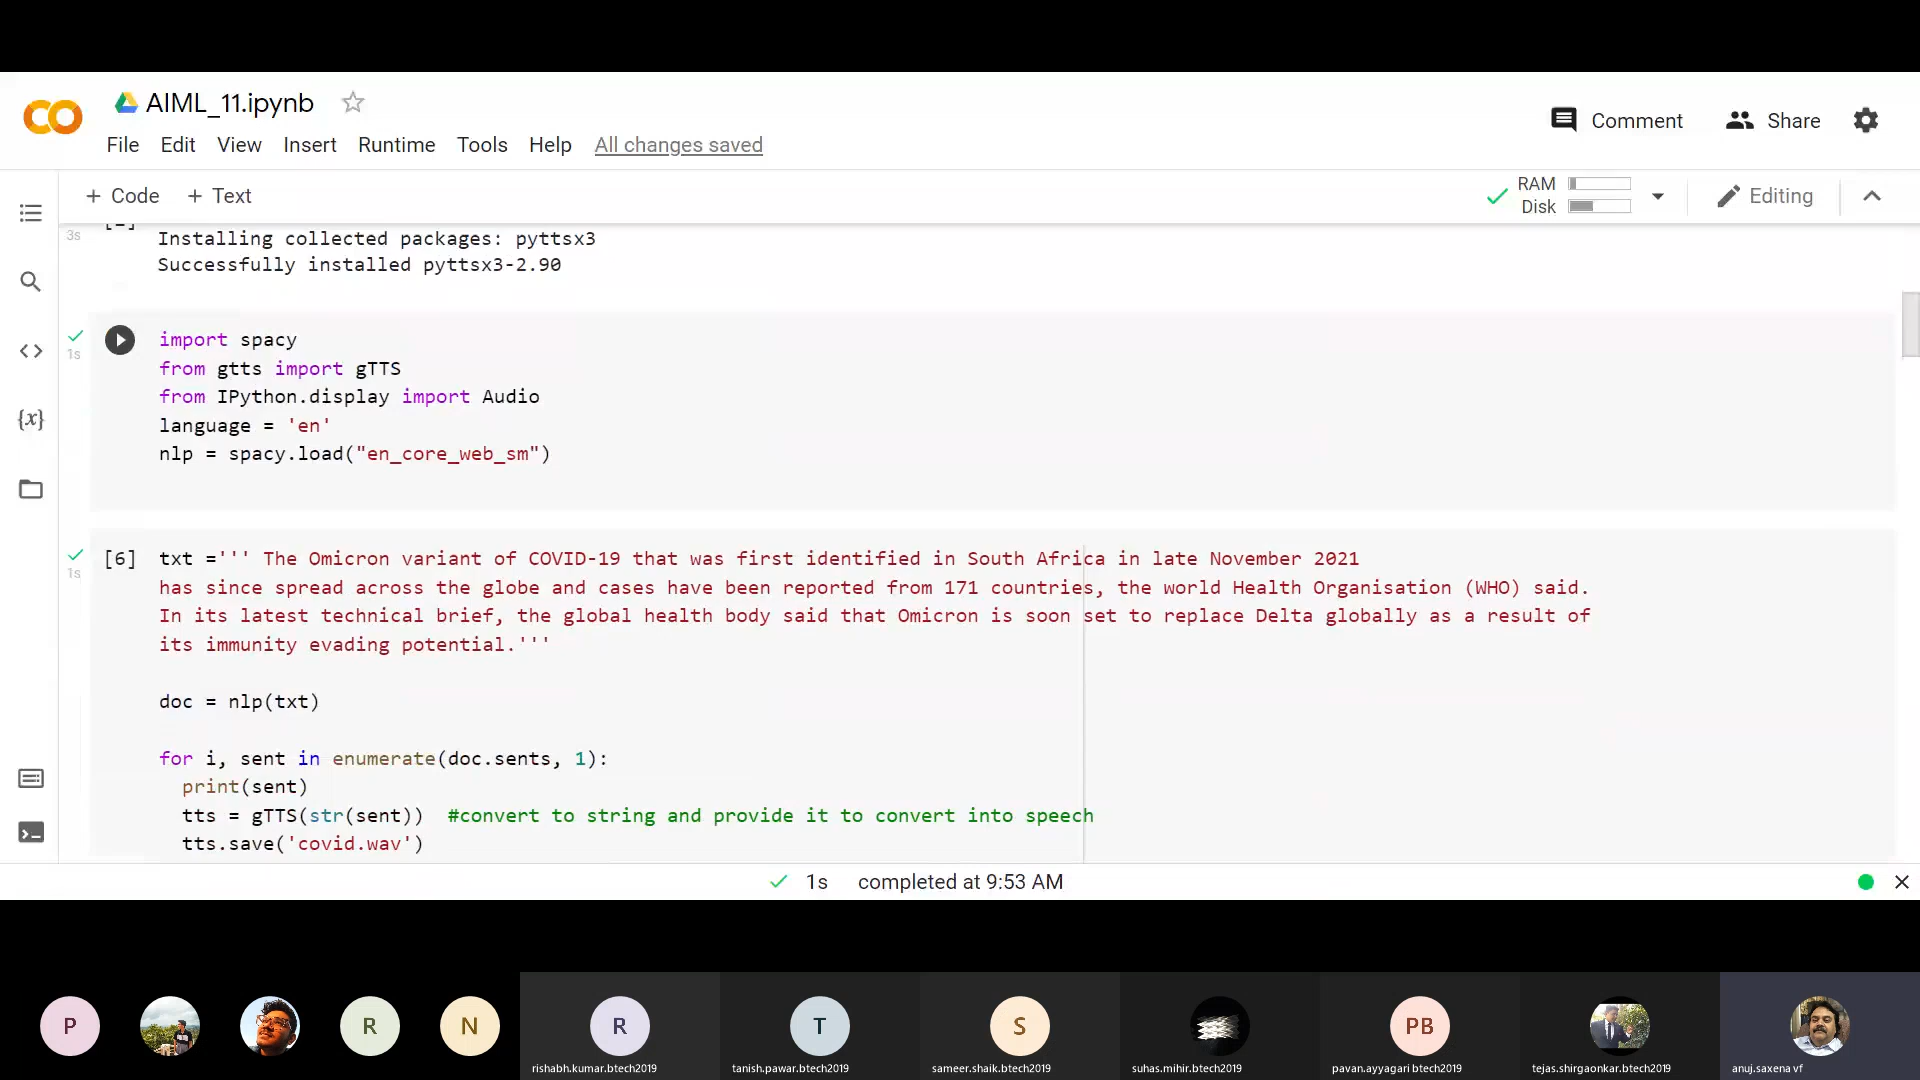 AIML_11.ipynb
File Edit View Insert Runtime Tools Help All changes saved
Comment Share
+ Code + Text
RAM
Disk
Editing
3s
Installing collected packages: pyttsx3
Successfully installed pyttsx3-2.90
1s
import spacy
from gtts import gTTS
from IPython.display import Audio
language = 'en'
nlp = spacy.load("en_core_web_sm")
{x}
1s
[6] txt =''' The Omicron variant of COVID-19 that was first identified in South Africa in late November 2021
has since spread across the globe and cases have been reported from 171 countries, the world Health Organisation (WHO) said.
In its latest technical brief, the global health body said that Omicron is soon set to replace Delta globally as a result of
its immunity evading potential.'''
doc = nlp(txt)
for i, sent in enumerate(doc.sents, 1):
print(sent)
tts = gTTS(str(sent)) #convert to string and provide it to convert into speech
tts.save('covid.wav')
1s completed at 9:53 AM
P R N R T S PB
rishabh.kumar.btech2019 tanish.pawar.btech2019 sameer.shaik.btech2019 suhas.mihir.btech2019 pavan.ayyagari btech2019 tejas.shirgaonkar.btech2019 anuj.saxena vf